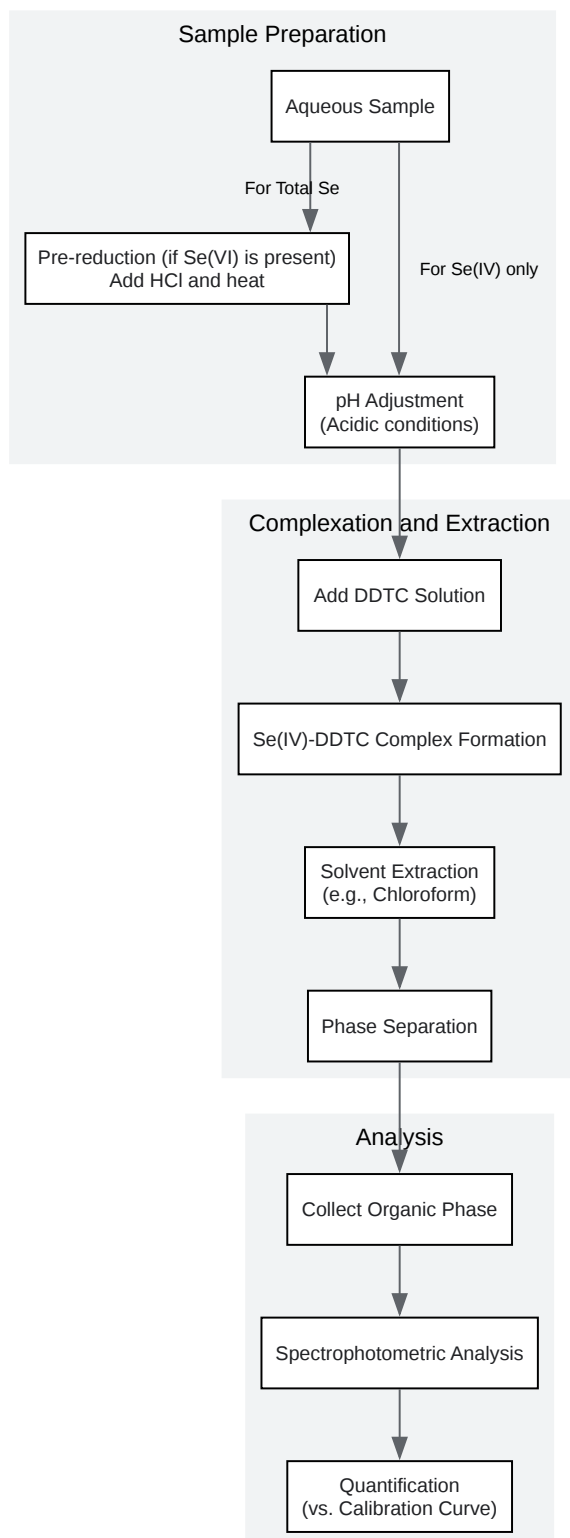 Sample Preparation
Aqueous Sample
For Total Se
Pre-reduction (if Se(VI) is present)
Add HCl and heat
For Se(IV) only
pH Adjustment
(Acidic conditions)
Complexation and Extraction
Add DDTC Solution
Se(IV)-DDTC Complex Formation
Solvent Extraction
(e.g., Chloroform)
Phase Separation
Analysis
Collect Organic Phase
Spectrophotometric Analysis
Quantification
(vs. Calibration Curve)